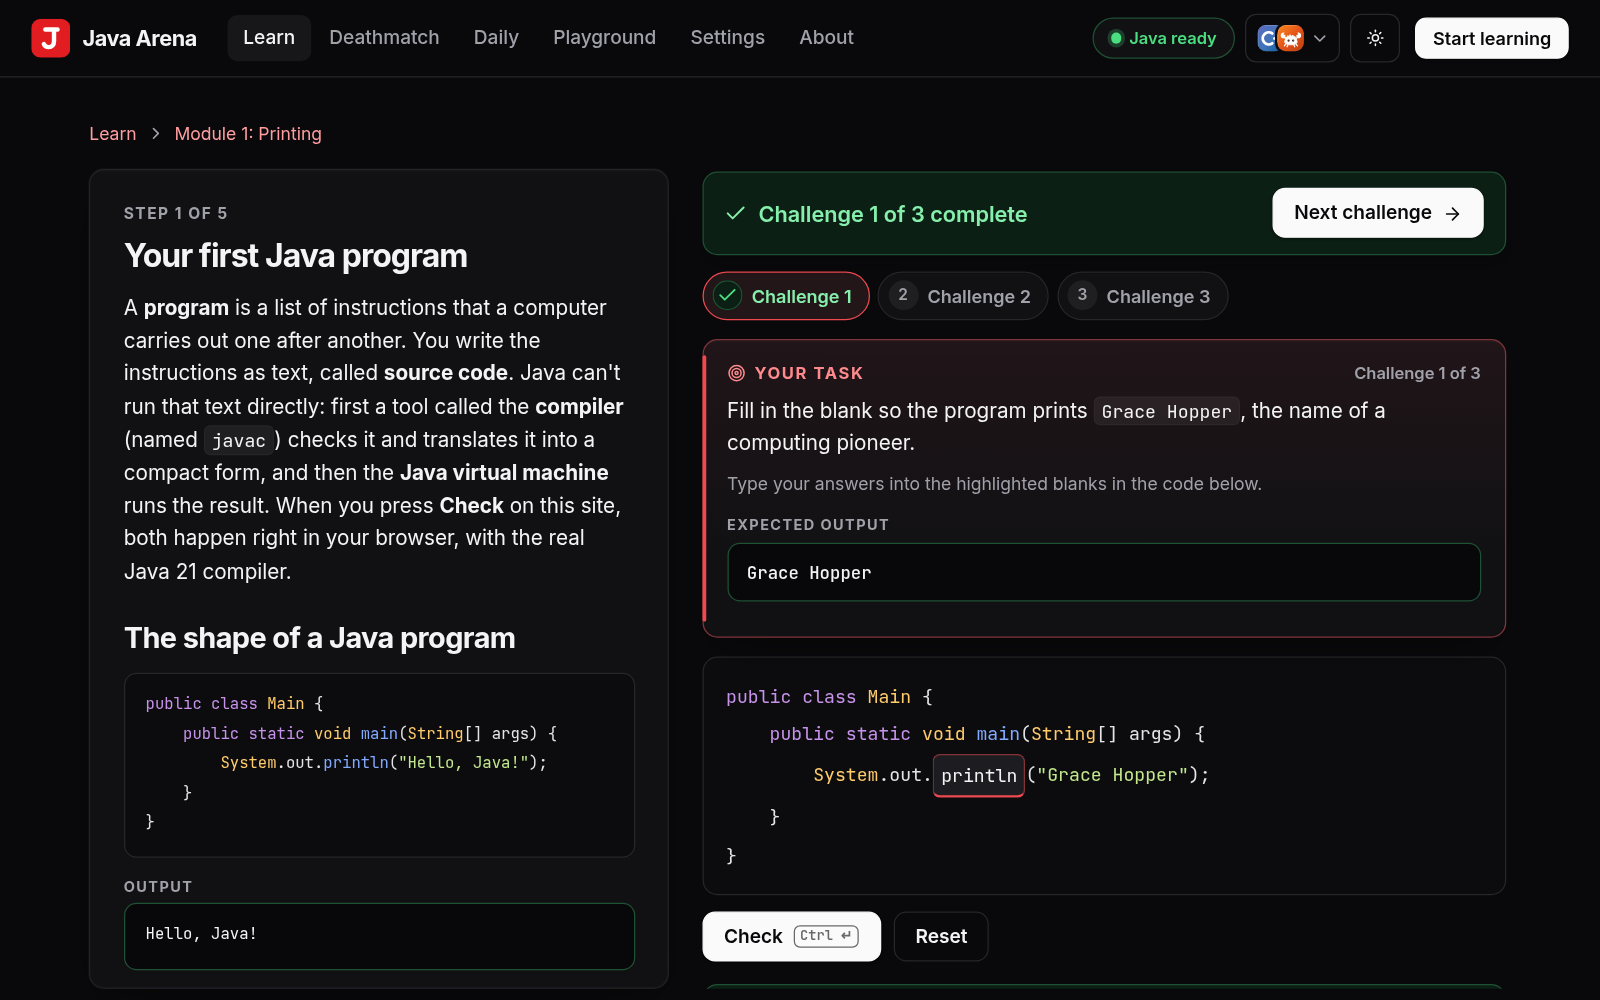 Java Arena
Learn
Deathmatch
Daily
Playground
Settings
About
Java ready
Start learning
Learn
Module 1: Printing
STEP 1 OF 5
Your first Java program
A program is a list of instructions that a computer
carries out one after another. You write the
instructions as text, called source code. Java can't
run that text directly: first a tool called the compiler
(named javac) checks it and translates it into a
compact form, and then the Java virtual machine
runs the result. When you press Check on this site,
both happen right in your browser, with the real
Java 21 compiler.
The shape of a Java program
public class Main {
    public static void main(String[] args) {
        System.out.println("Hello, Java!");
    }
}
OUTPUT
Hello, Java!
Challenge 1 of 3 complete
Next challenge →
Challenge 1
2 Challenge 2
3 Challenge 3
YOUR TASK
Challenge 1 of 3
Fill in the blank so the program prints Grace Hopper, the name of a
computing pioneer.
Type your answers into the highlighted blanks in the code below.
EXPECTED OUTPUT
Grace Hopper
public class Main {
    public static void main(String[] args) {
        System.out.println("Grace Hopper");
    }
}
Check Ctrl ↵
Reset